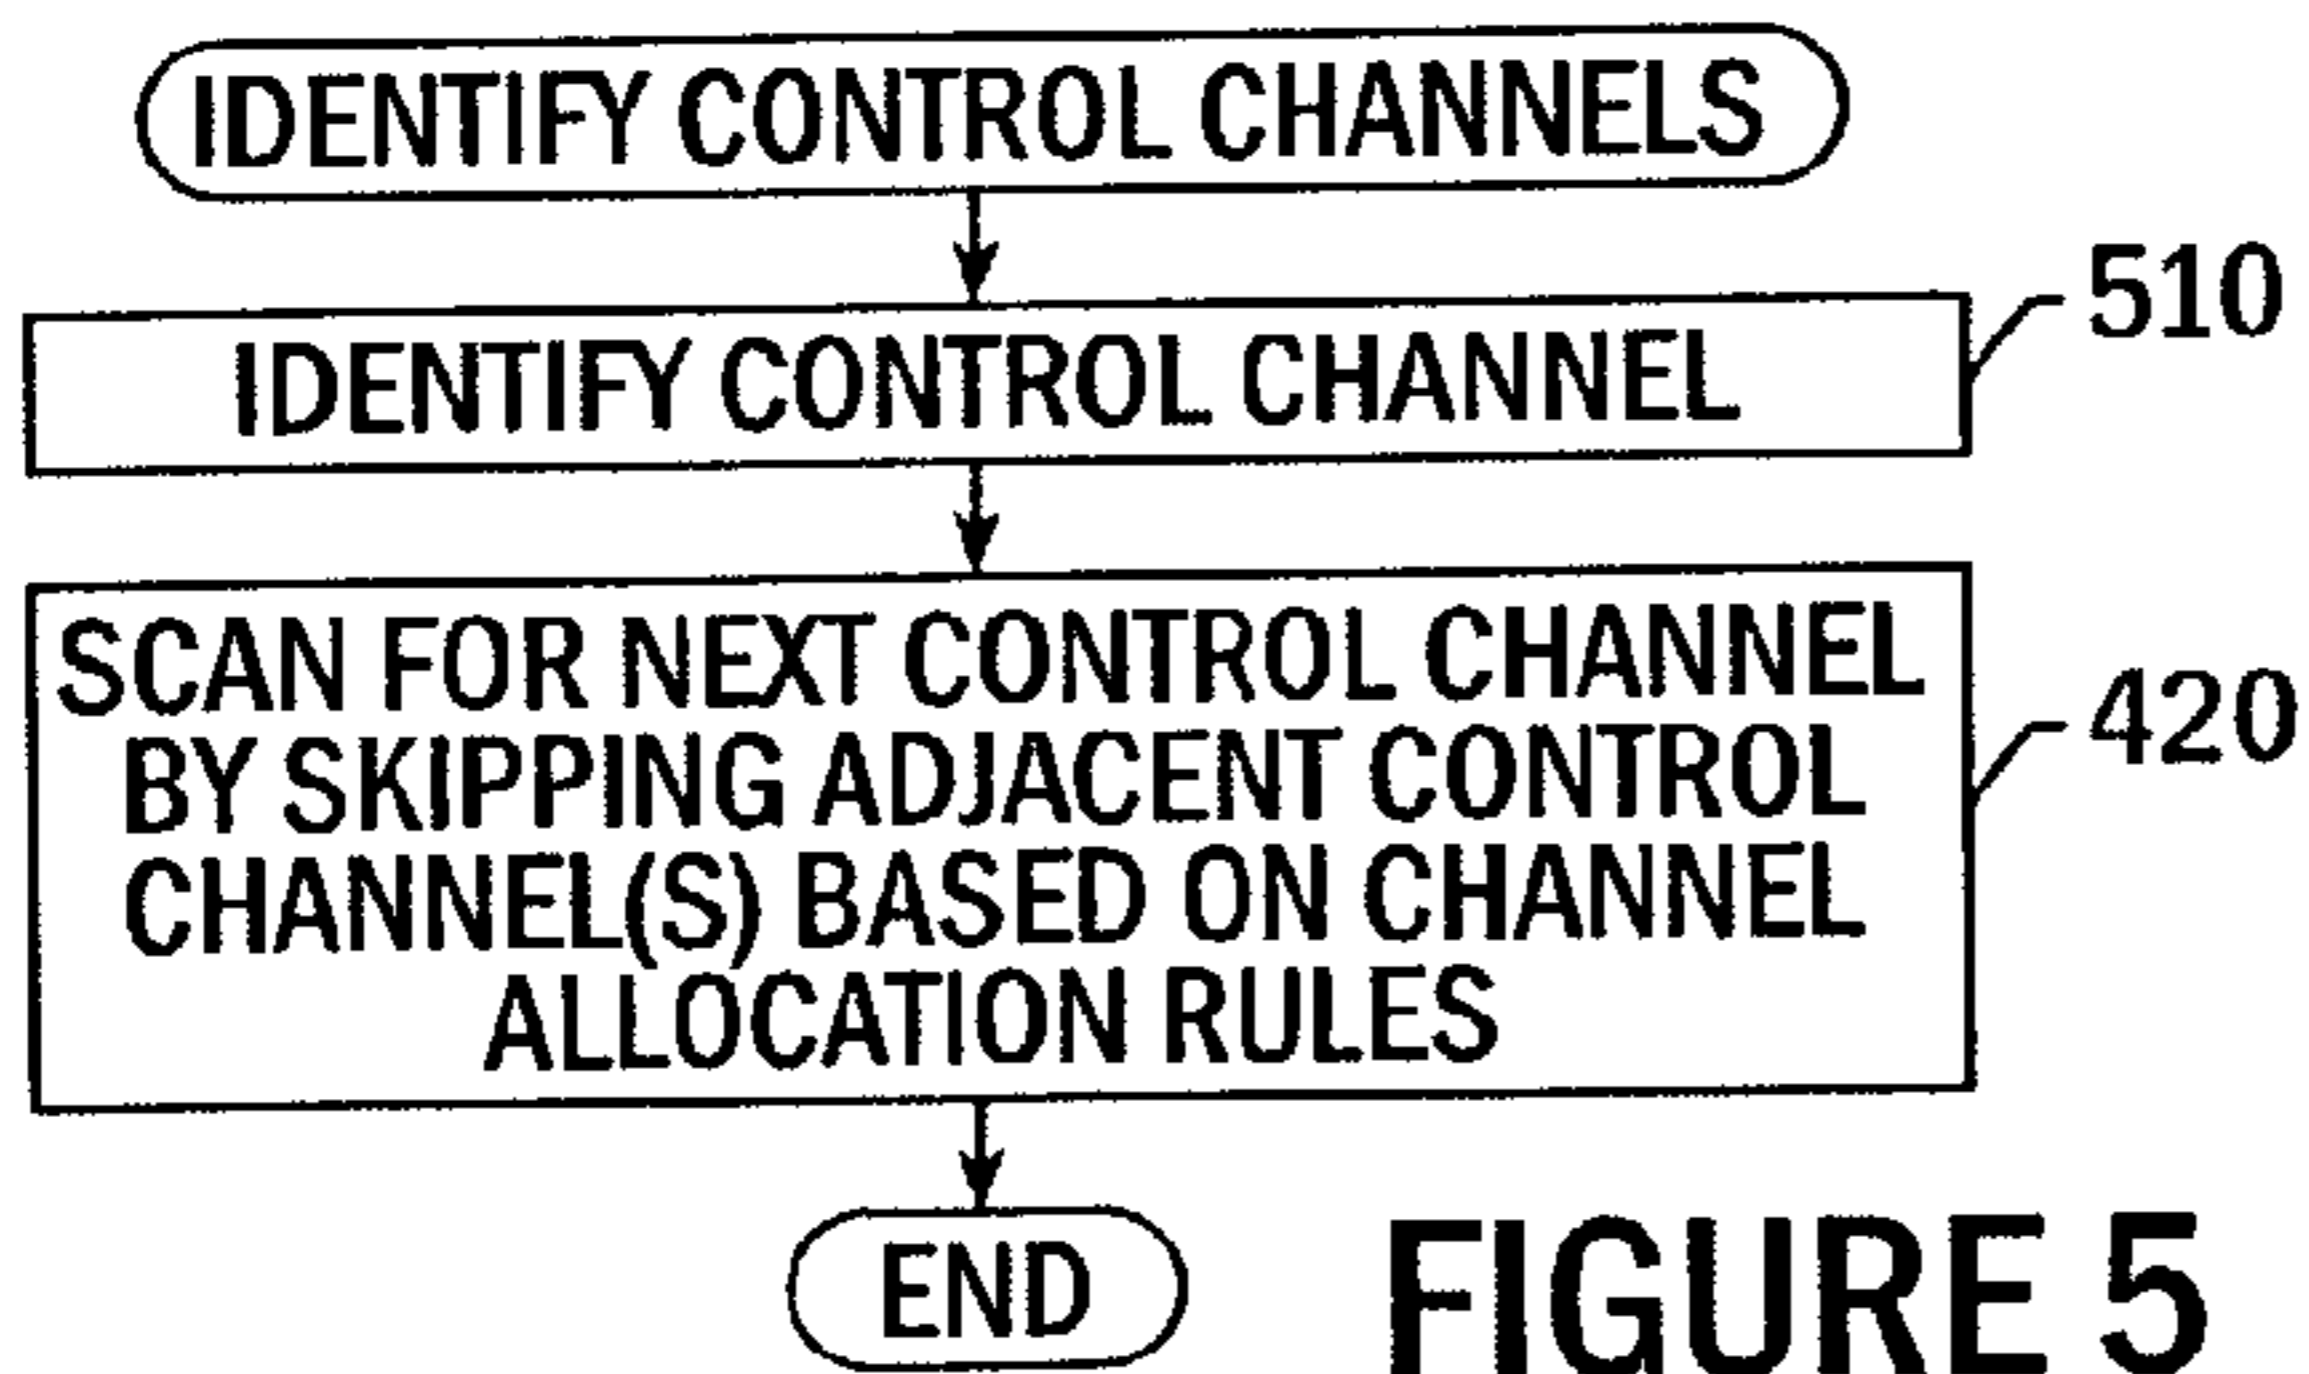 IDENTIFY CONTROL CHANNELS
510
IDENTIFY CONTROL CHANNEL
SCAN FOR NEXT CONTROL CHANNEL
420
BY SKIPPING ADJACENT CONTROL
CHANNEL(S) BASED ON CHANNEL
ALLOCATION RULES
END
FIGURE 5